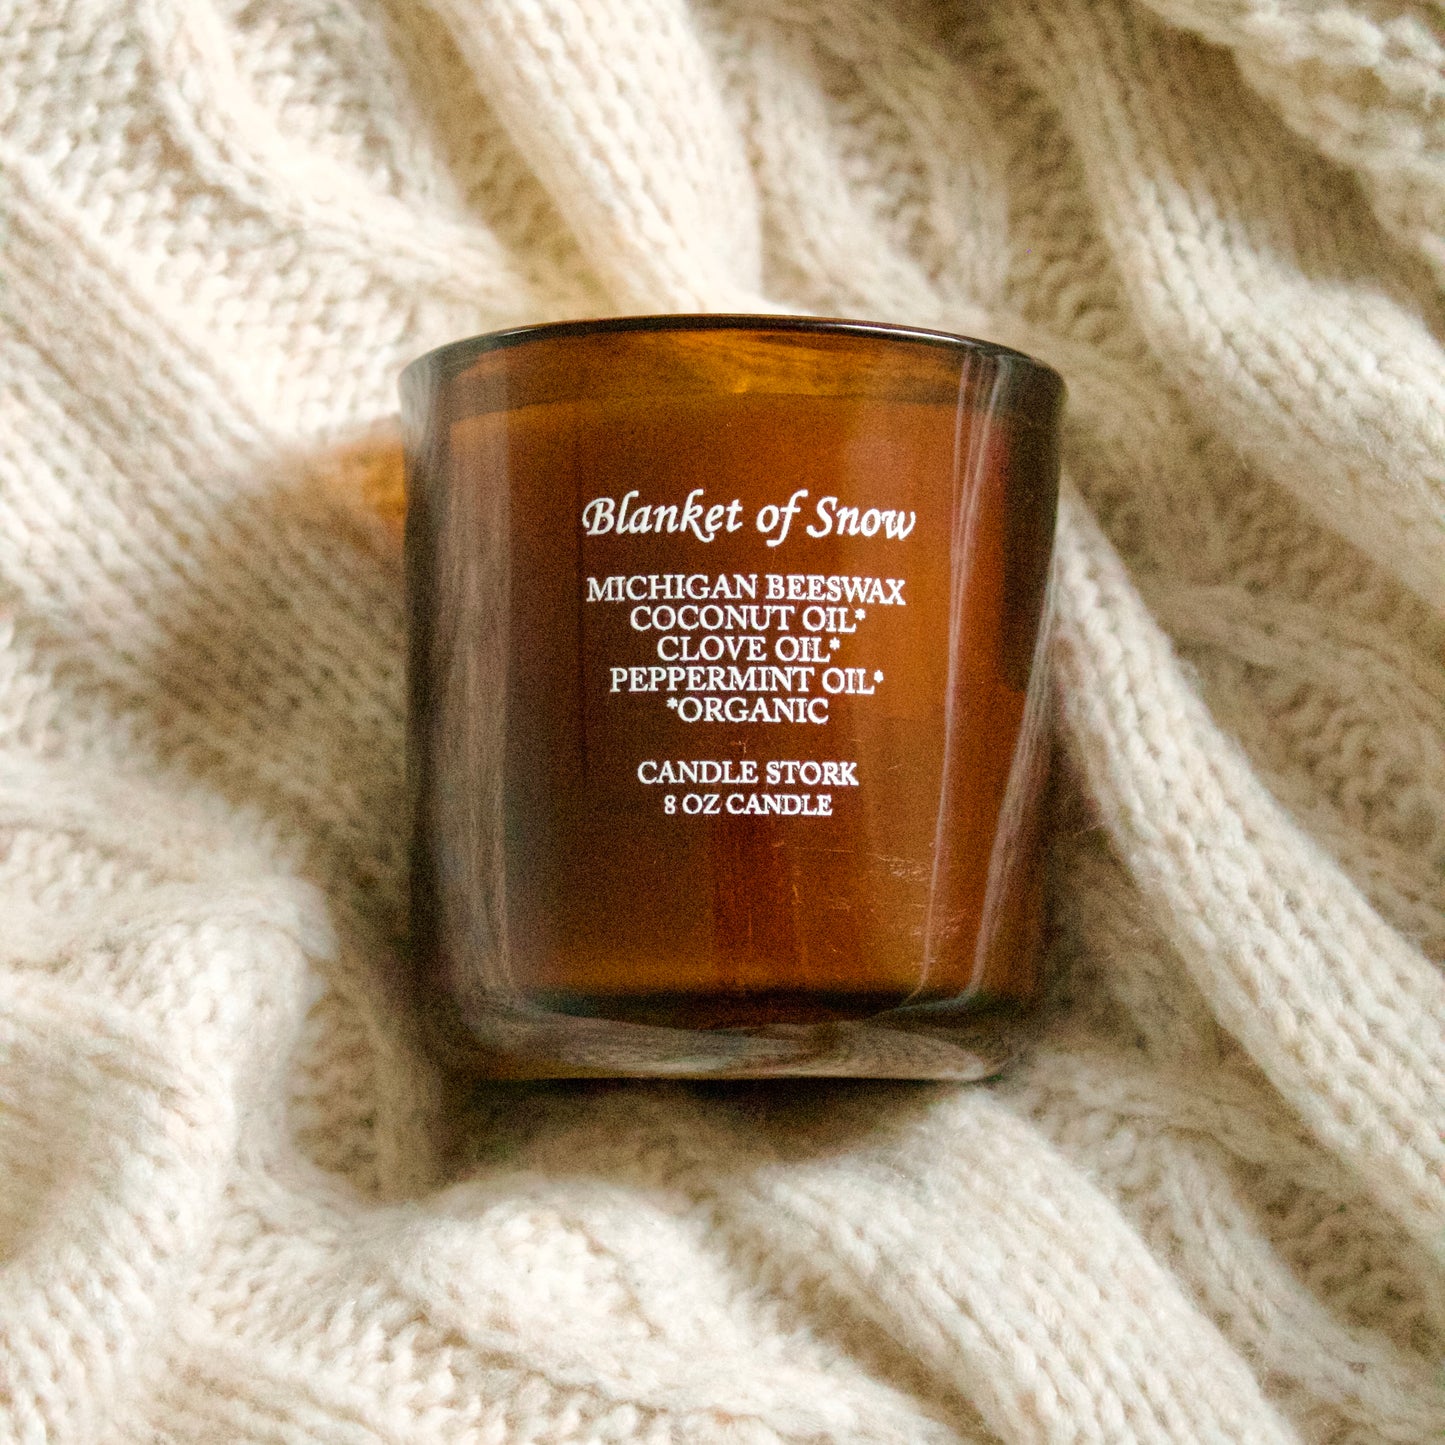 Blanket of Snow
MICHIGAN BEESWAX
COCONUT OIL*
CLOVE OIL*
PEPPERMINT OIL*
*ORGANIC
CANDLE STORK
8 OZ CANDLE